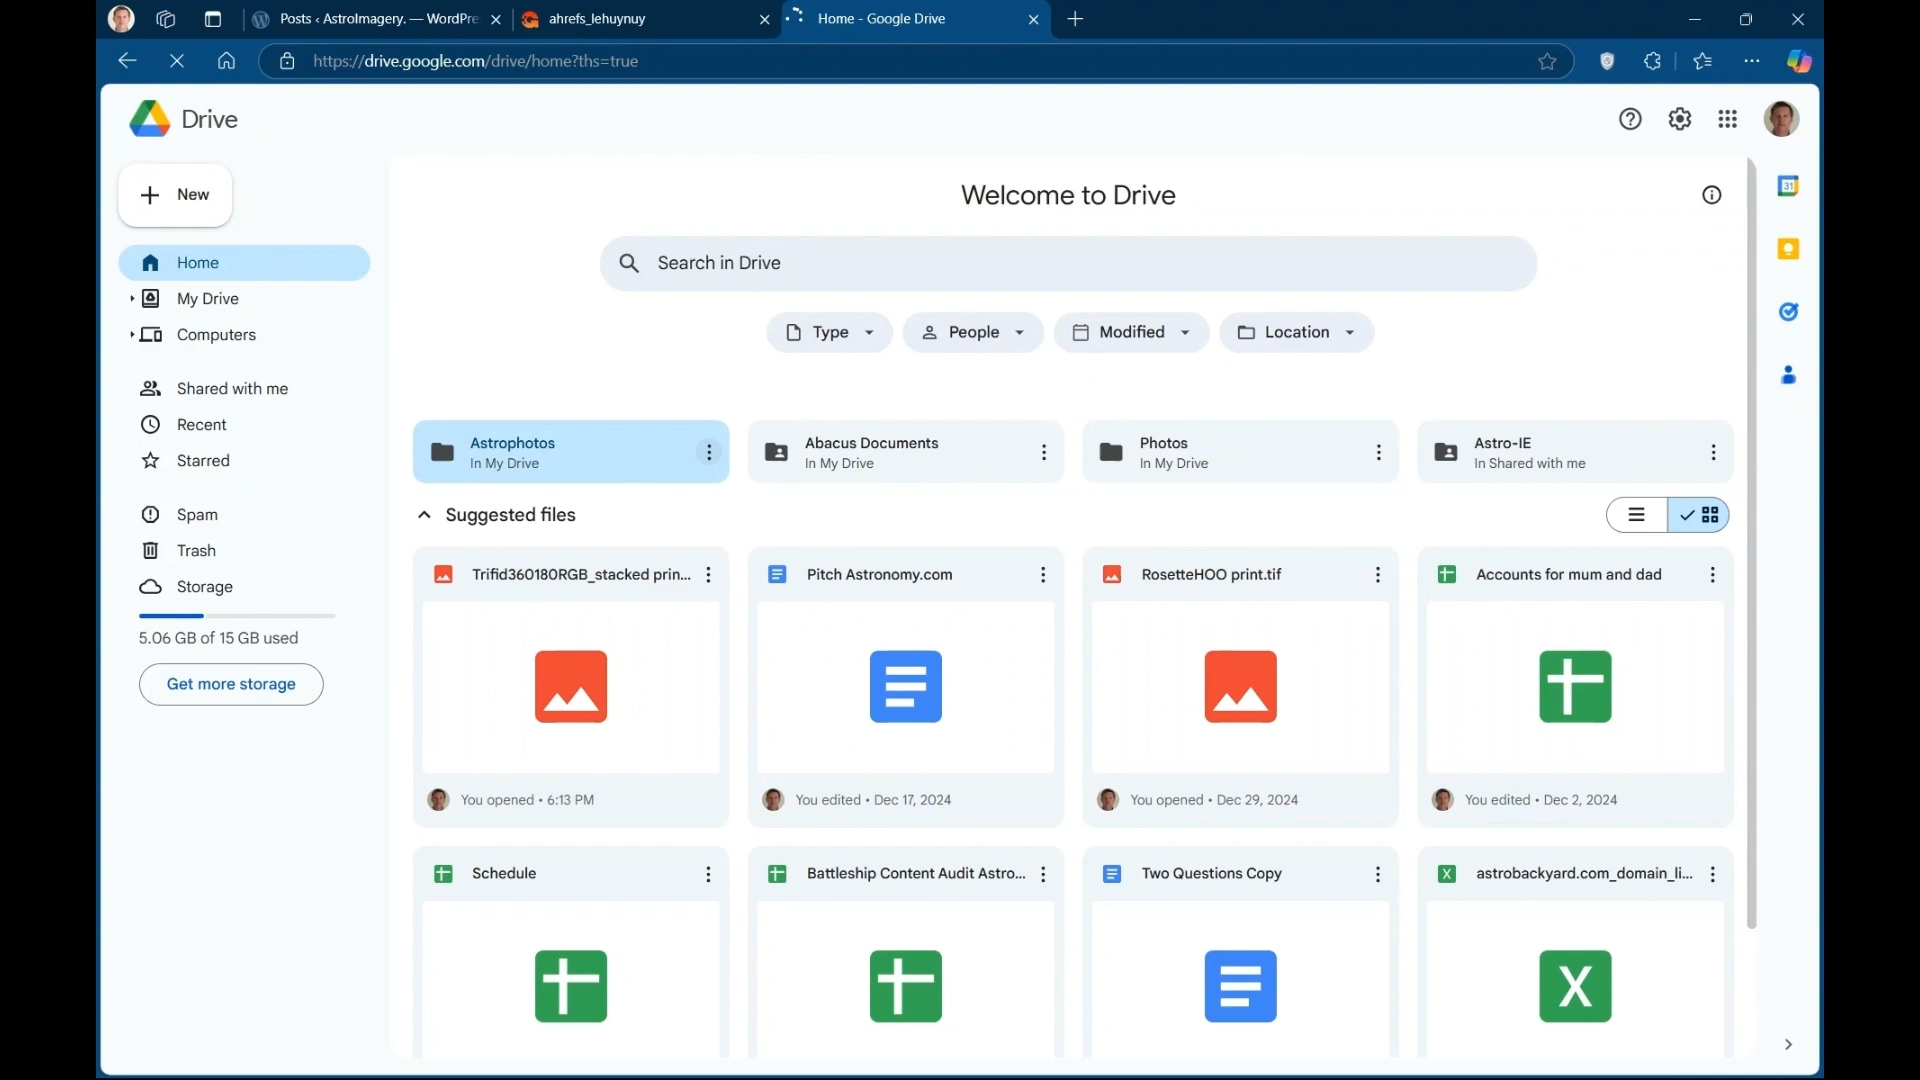 Posts ‹ AstroImagery. — WordPre
ahrefs_lehuynuy
Home - Google Drive
https://drive.google.com/drive/home?ths=true
Drive
New
Welcome to Drive
31
Search in Drive
Home
My Drive
Computers
Type
People
Modified
Location
Shared with me
Recent
Starred
Astrophotos
In My Drive
Abacus Documents
In My Drive
Photos
In My Drive
Astro-IE
In Shared with me
Spam
Trash
Storage
5.06 GB of 15 GB used
Get more storage
Suggested files
Trifid360180RGB_stacked prin...
Pitch Astronomy.com
RosetteHOO print.tif
Accounts for mum and dad
You opened • 6:13 PM
You edited • Dec 17, 2024
You opened • Dec 29, 2024
You edited • Dec 2, 2024
Schedule
Battleship Content Audit Astro...
Two Questions Copy
X
astrobackyard.com_domain_li...
X